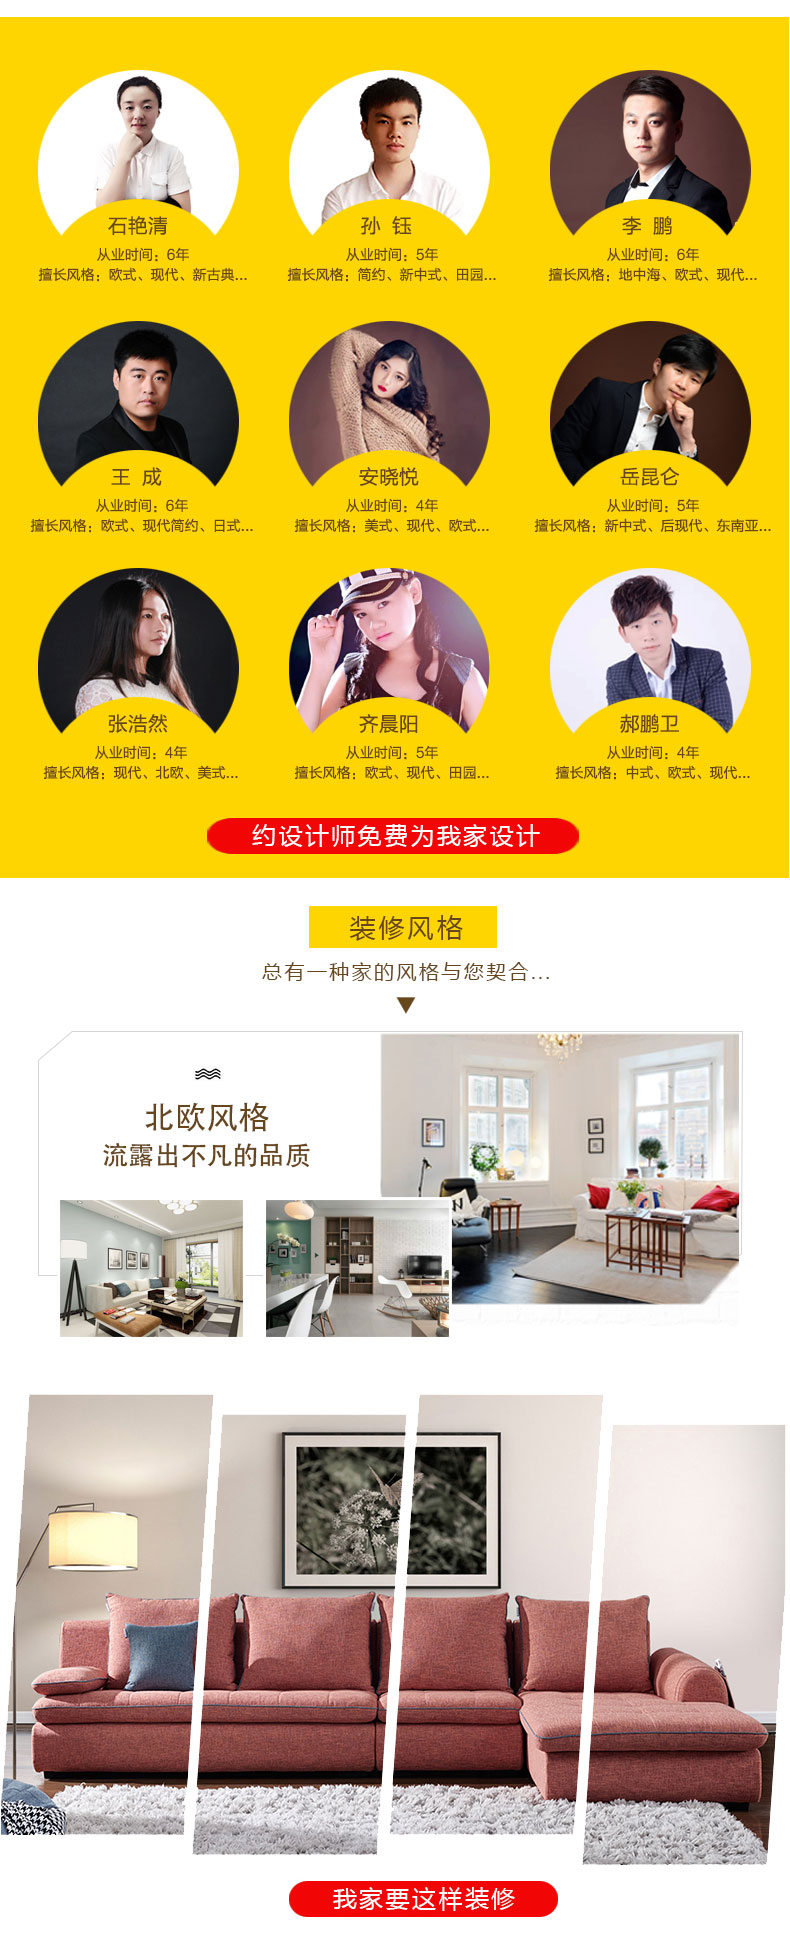 石艳清 孙 钰 李 鹏
从业时间：6年 从业时间：5年 从业时间：6年
擅长风格：欧式、现代、新古典... 擅长风格：简约、新中式、田园... 擅长风格：地中海、欧式、现代...
王 成 安晓悦 岳昆仑
从业时间：6年 从业时间：4年 从业时间：5年
擅长风格：欧式、现代简约、日式... 擅长风格：美式、现代、欧式... 擅长风格：新中式、后现代、东南亚...
张浩然 齐晨阳 郝鹏卫
从业时间：4年 从业时间：5年 从业时间：4年
擅长风格：现代、北欧、美式... 擅长风格：欧式、现代、田园... 擅长风格：中式、欧式、现代...
约设计师免费为我家设计
装修风格
总有一种家的风格与您契合...
北欧风格
流露出不凡的品质
我家要这样装修